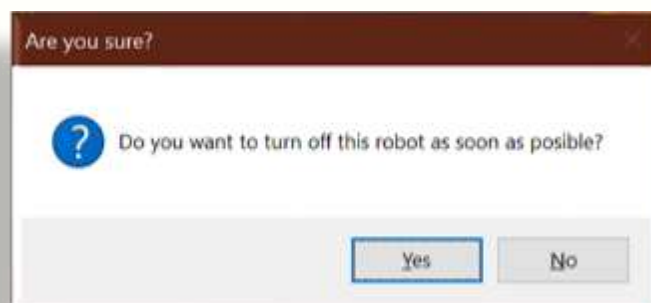 Are you sure?
?
Do you want to turn off this robot as soon as posible?
Yes
No